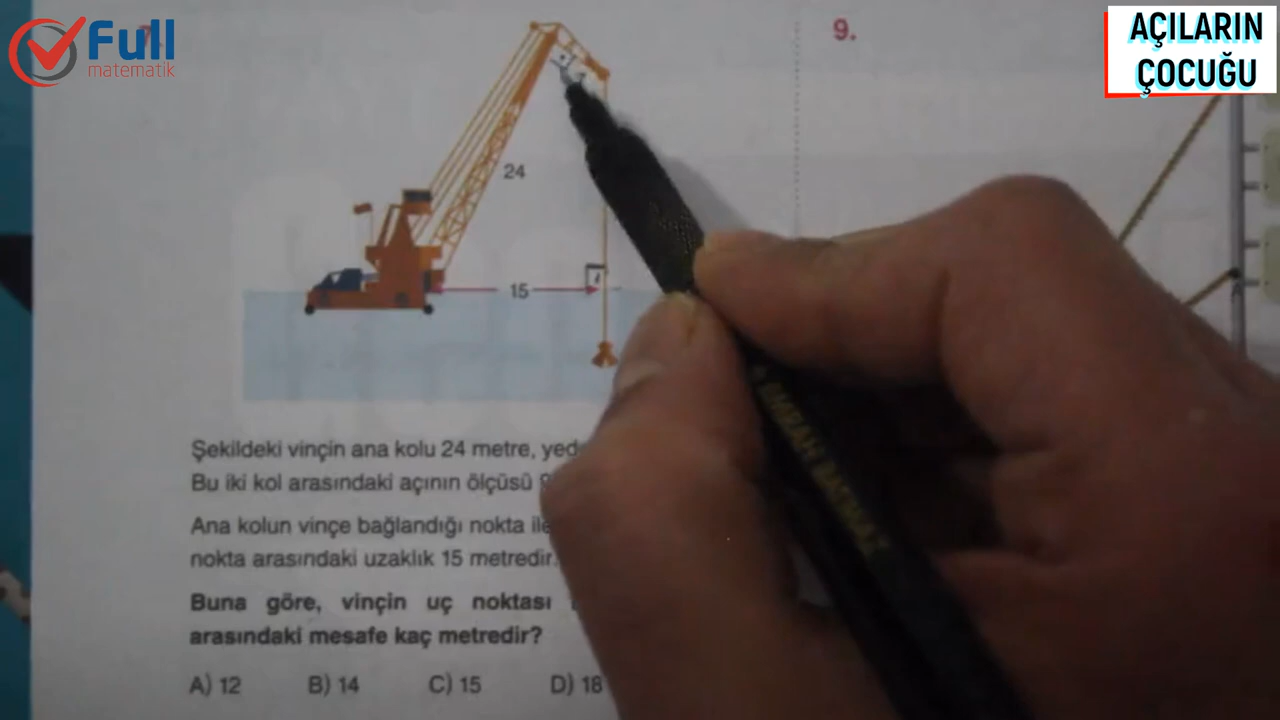 Full
matematik
AÇILARIN
ÇOCUĞU
9.
24
15
Şekildeki vinçin ana kolu 24 metre,
Bu iki kol arasındaki açının ölçüsü
Ana kolun vinçe bağlandığı nokta ile
nokta arasındaki uzaklık 15 metredir.
Buna göre, vinçin uç noktası
arasındaki mesafe kaç metredir?
A) 12 B) 14 C) 15 D) 18